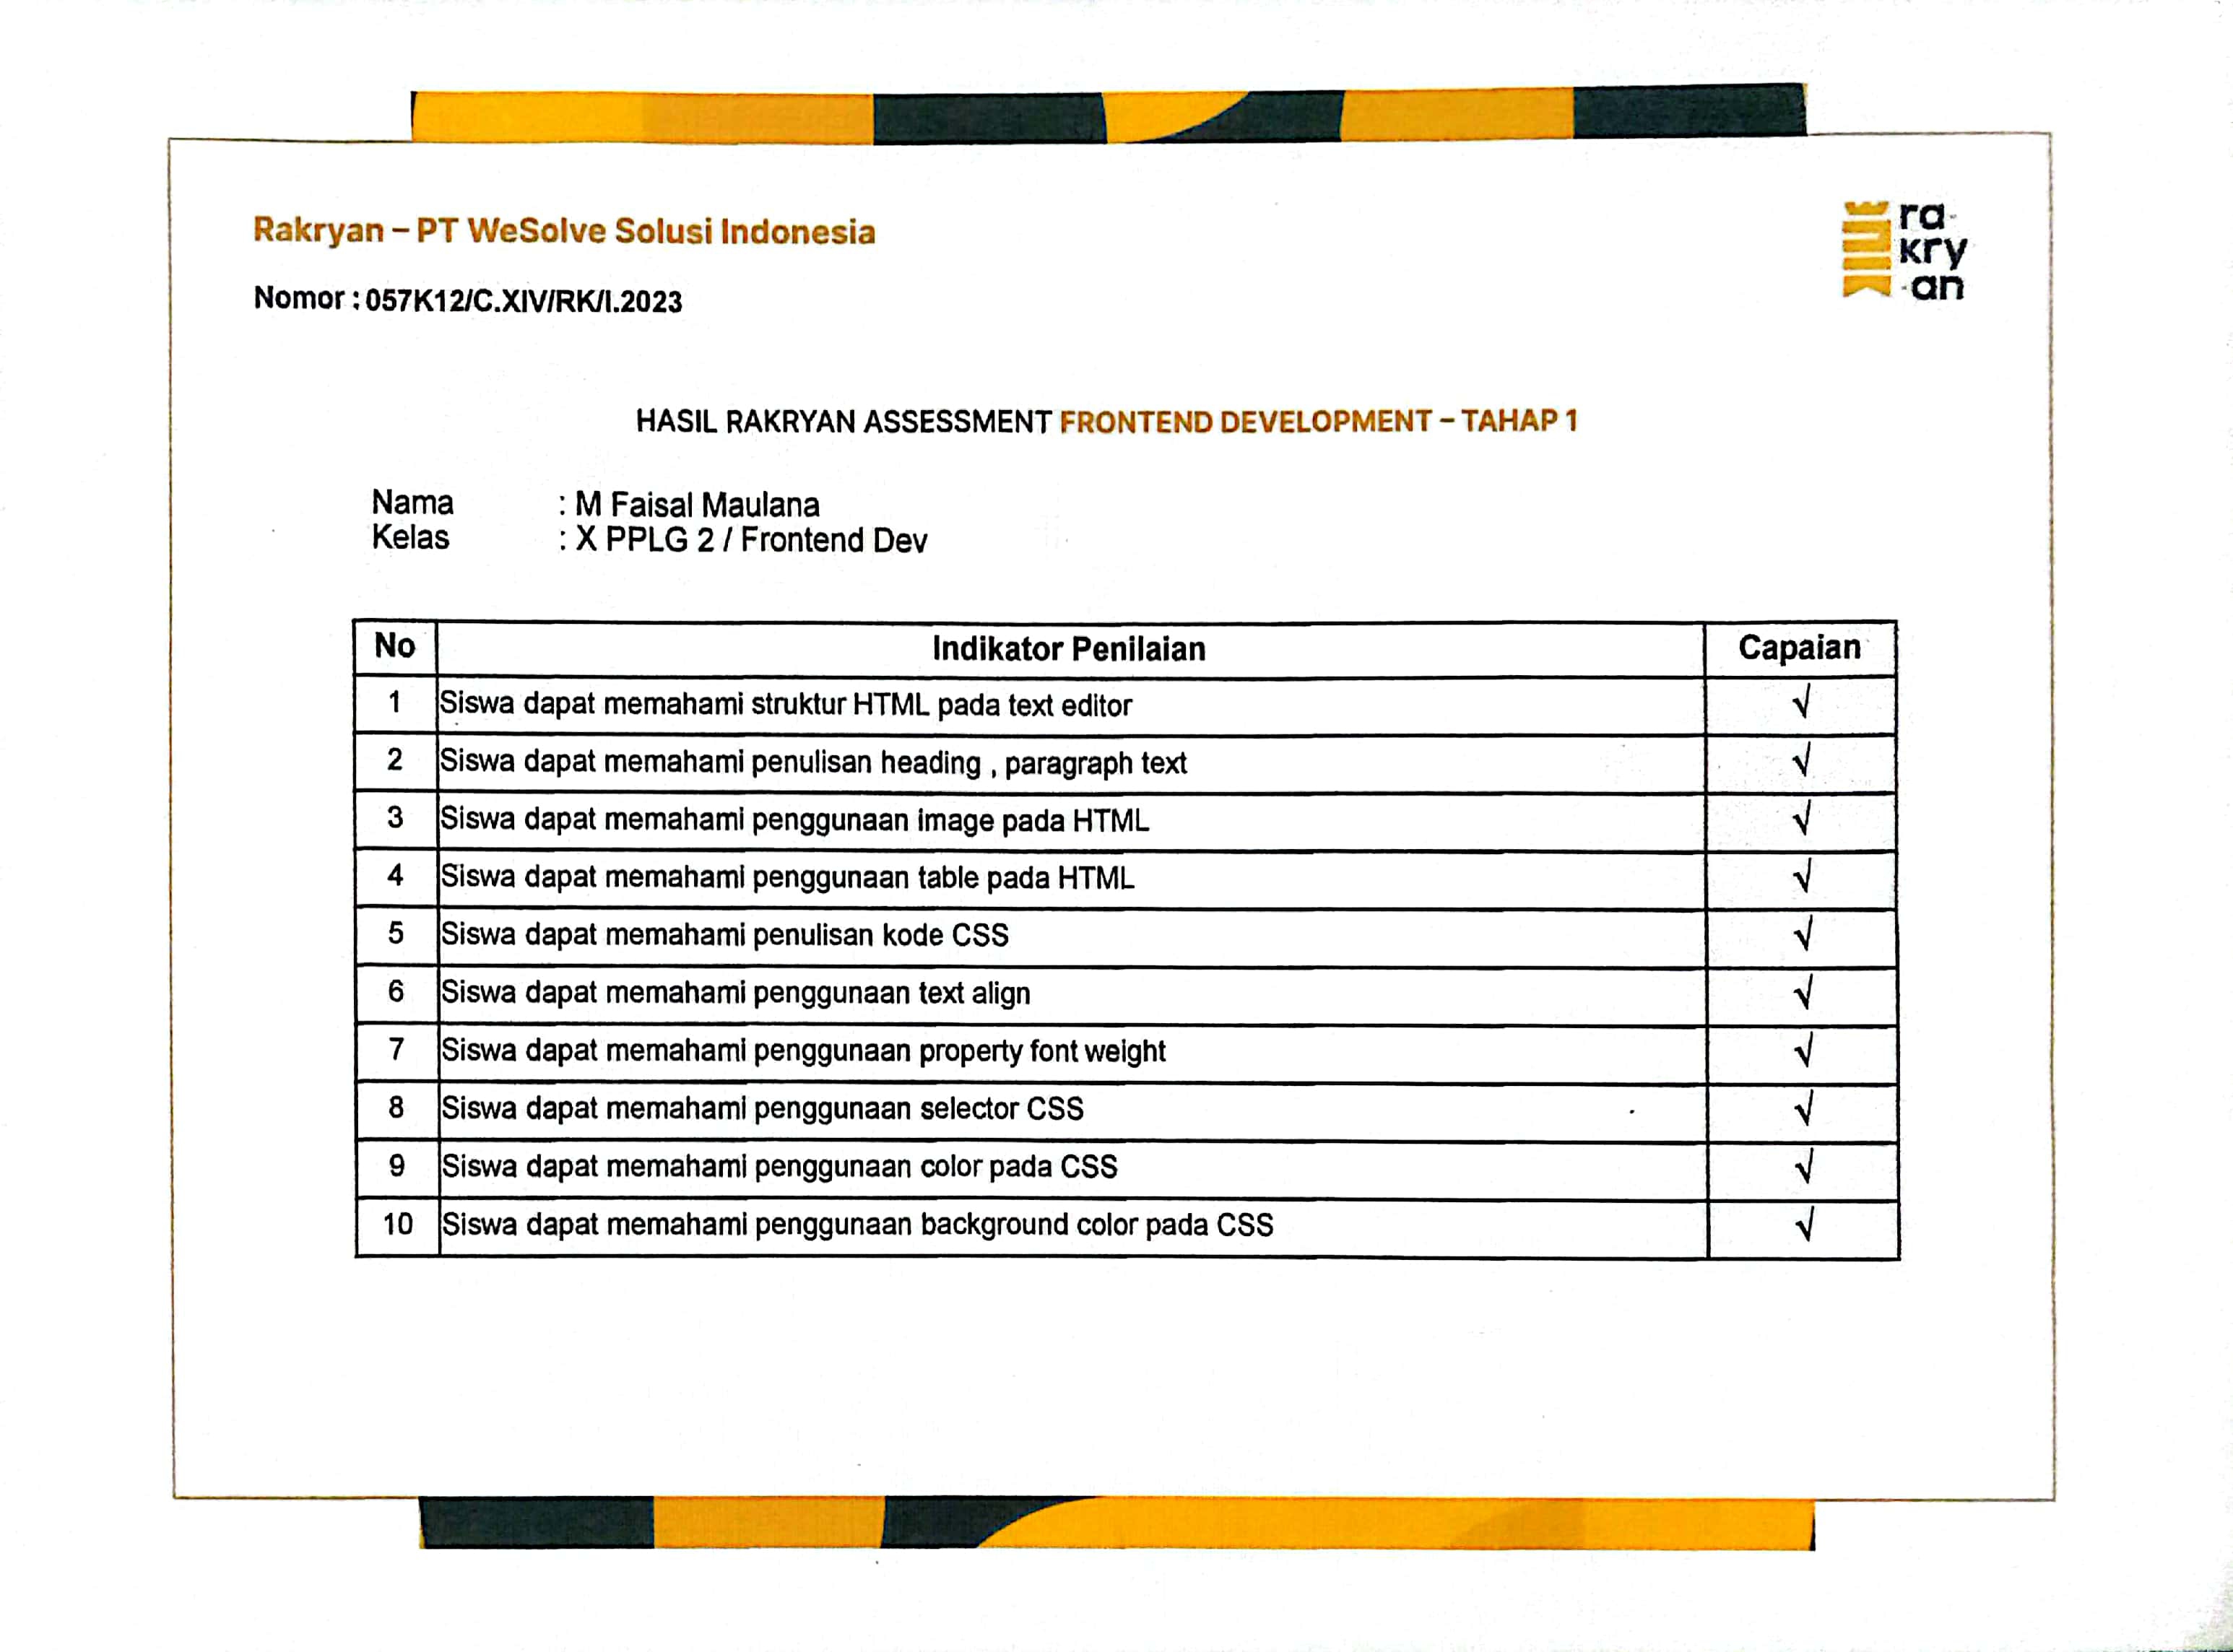 Rakryan – PT WeSolve Solusi Indonesia
ra-
kry
-an
Nomor : 057K12/C.XIV/RK/I.2023
HASIL RAKRYAN ASSESSMENT FRONTEND DEVELOPMENT – TAHAP 1
Nama : M Faisal Maulana
Kelas : X PPLG 2 / Frontend Dev
No Indikator Penilaian Capaian
1 Siswa dapat memahami struktur HTML pada text editor √
2 Siswa dapat memahami penulisan heading , paragraph text √
3 Siswa dapat memahami penggunaan image pada HTML √
4 Siswa dapat memahami penggunaan table pada HTML √
5 Siswa dapat memahami penulisan kode CSS √
6 Siswa dapat memahami penggunaan text align √
7 Siswa dapat memahami penggunaan property font weight √
8 Siswa dapat memahami penggunaan selector CSS √
9 Siswa dapat memahami penggunaan color pada CSS √
10 Siswa dapat memahami penggunaan background color pada CSS √